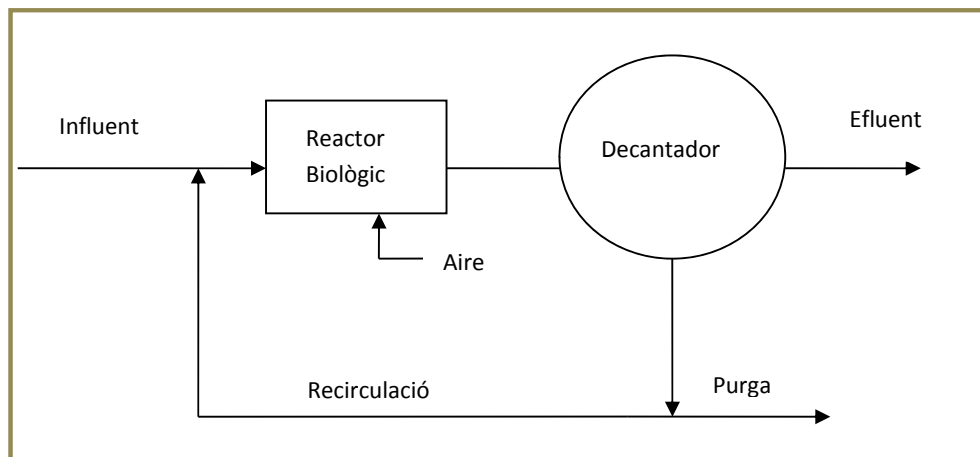 Influent
Reactor
Biològic
Decantador
Efluent
Aire
Recirculació
Purga